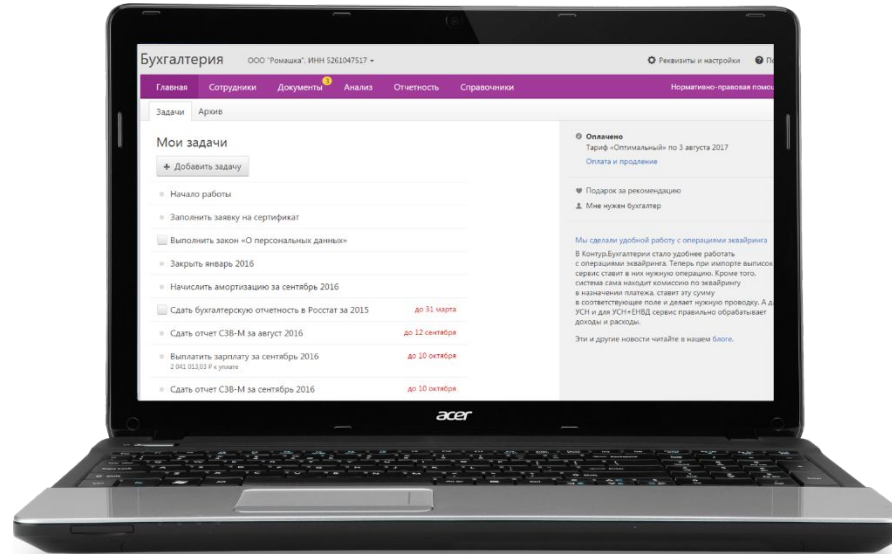 Бухгалтерия ООО "Ромашка", ИНН 5261047517
Реквизиты и настройки
Главная Сотрудники Документы 3 Анализ Отчетность Справочники Нормативно-правовая
Задачи Архив
Мои задачи
+ Добавить задачу
Начало работы
Заполнить заявку на сертификат
Выполнить закон «О персональных данных»
Закрыть январь 2016
Начислить амортизацию за сентябрь 2016
Сдать бухгалтерскую отчетность в Росстат за 2015 до 31 марта
Сдать отчет СЗВ-М за август 2016 до 12 сентября
Выплатить зарплату за сентябрь 2016 до 10 октября
2 041 013,03 ₽ к уплате
Сдать отчет СЗВ-М за сентябрь 2016 до 10 октября
Оплачено
Тариф «Оптимальный» по 3 августа 2017
Оплата и продление
Подарок за рекомендацию
Мне нужен бухгалтер
Мы сделали удобной работу с операциями эквайринга
В Контур.Бухгалтерии стало удобнее работать
с операциями эквайринга. Теперь при импорте выписок
сервис ставит в них нужную операцию. Кроме того,
система сама находит комиссию по эквайрингу
в назначении платежа, ставит эту сумму
в соответствующее поле и делает нужную проводку. А
УСН и для УСН+ЕНВД сервис правильно обрабатывает
доходы и расходы.
Эти и другие новости читайте в нашем блоге.
acer